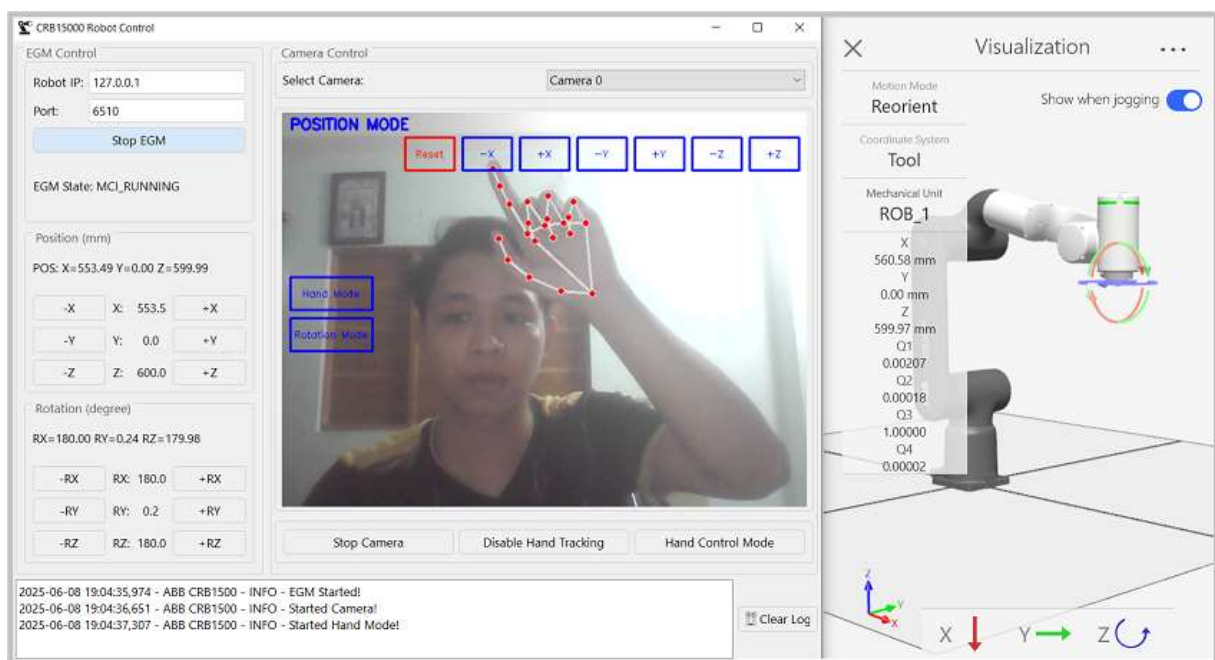 CRB15000 Robot Control
EGM Control
Robot IP: 127.0.0.1
Port: 6510
Stop EGM
EGM State: MCI_RUNNING
Position (mm)
POS: X=553.49 Y=0.00 Z=599.99
-X X: 553.5 +X
-Y Y: 0.0 +Y
-Z Z: 600.0 +Z
Rotation (degree)
RX=180.00 RY=0.24 RZ=179.98
-RX RX: 180.0 +RX
-RY RY: 0.2 +RY
-RZ RZ: 180.0 +RZ
Camera Control
Select Camera: Camera 0
POSITION MODE
Reset -X +X -Y +Y -Z +Z
Hand Mode
Rotation Mode
Stop Camera Disable Hand Tracking Hand Control Mode
2025-06-08 19:04:35,974 - ABB CRB1500 - INFO - EGM Started!
2025-06-08 19:04:36,651 - ABB CRB1500 - INFO - Started Camera!
2025-06-08 19:04:37,307 - ABB CRB1500 - INFO - Started Hand Mode!
Clear Log
Visualization
Motion Mode
Reorient
Show when jogging
Coordinate System
Tool
Mechanical Unit
ROB_1
X
560.58 mm
Y
0.00 mm
Z
599.97 mm
Q1
0.00207
Q2
0.00018
Q3
1.00000
Q4
0.00002
Z
Y
X
X Y Z